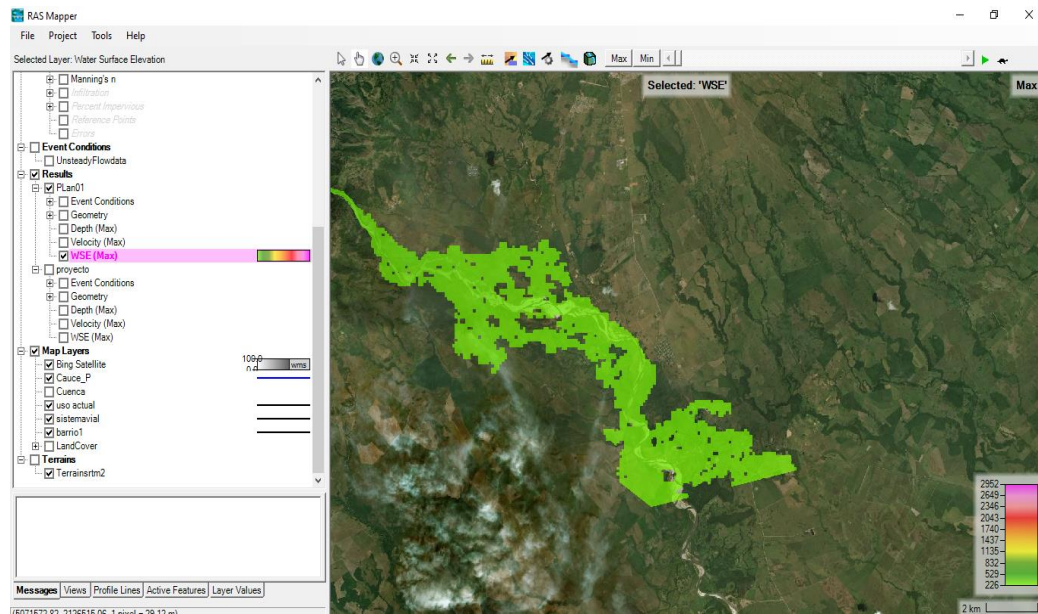 RAS Mapper
File Project Tools Help
Selected Layer: Water Surface Elevation
Max Min
Manning's n
Infiltration
Percent Impervious
Reference Points
Errors
Event Conditions
UnsteadyFlowdata
Results
PLan01
Event Conditions
Geometry
Depth (Max)
Velocity (Max)
WSE (Max)
proyecto
Event Conditions
Geometry
Depth (Max)
Velocity (Max)
WSE (Max)
Map Layers
Bing Satellite
wms
Cauce_P
Cuenca
uso actual
sistemavial
barrio1
LandCover
Terrains
Terrainsrtm2
Messages Views Profile Lines Active Features Layer Values
Selected: 'WSE'
Max
2952
2649
2346
2043
1740
1437
1135
832
529
226
2 km